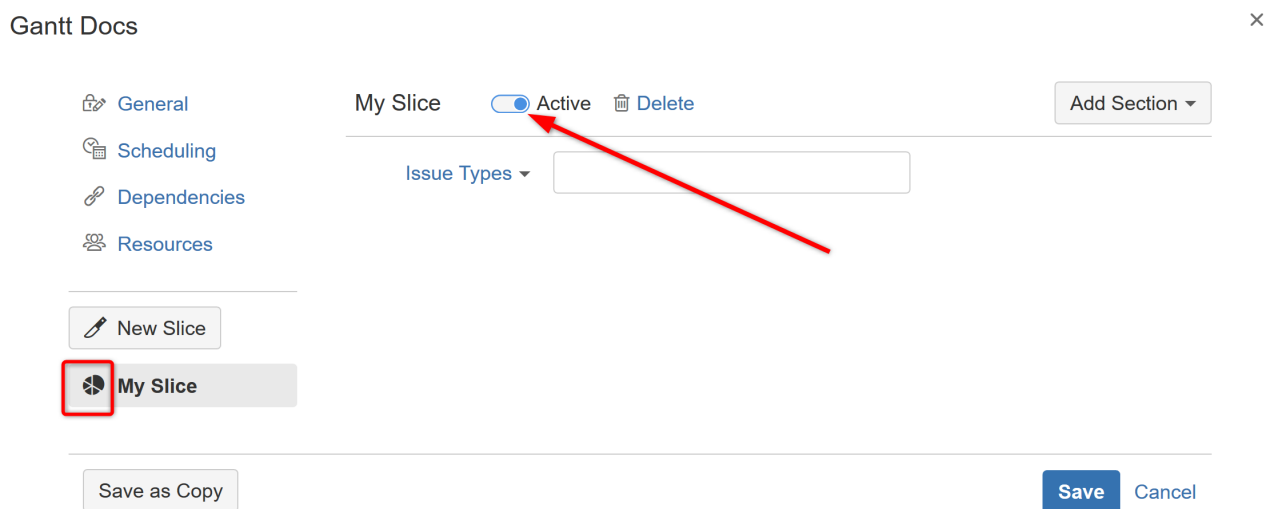 Gantt Docs
General
Scheduling
Dependencies
Resources
New Slice
My Slice
My Slice Active Delete Add Section
Issue Types
Save as Copy Save Cancel